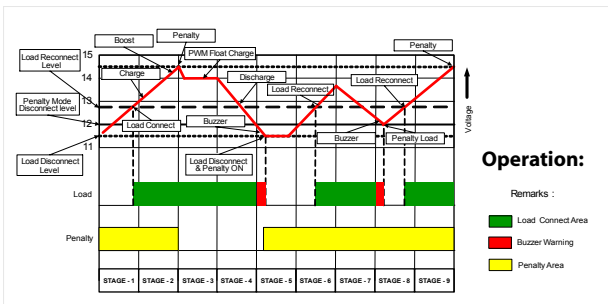 15
Boost
Penalty
Penalty
PWM Float Charge
Load Reconnect
Level
14
Charge
Discharge
Load Reconnect
Load Reconnect
13
Penalty Mode
Disconnect level
12
Load Connect
Buzzer
Buzzer
Penalty Load
Voltage
11
Load Disconnect
Level
Load Disconnect
& Penalty ON
Operation:
Load
Remarks :
Load Connect Area
Penalty
Buzzer Warning
Penalty Area
STAGE - 1
STAGE - 2
STAGE - 3
STAGE - 4
STAGE - 5
STAGE - 6
STAGE - 7
STAGE - 8
STAGE - 9